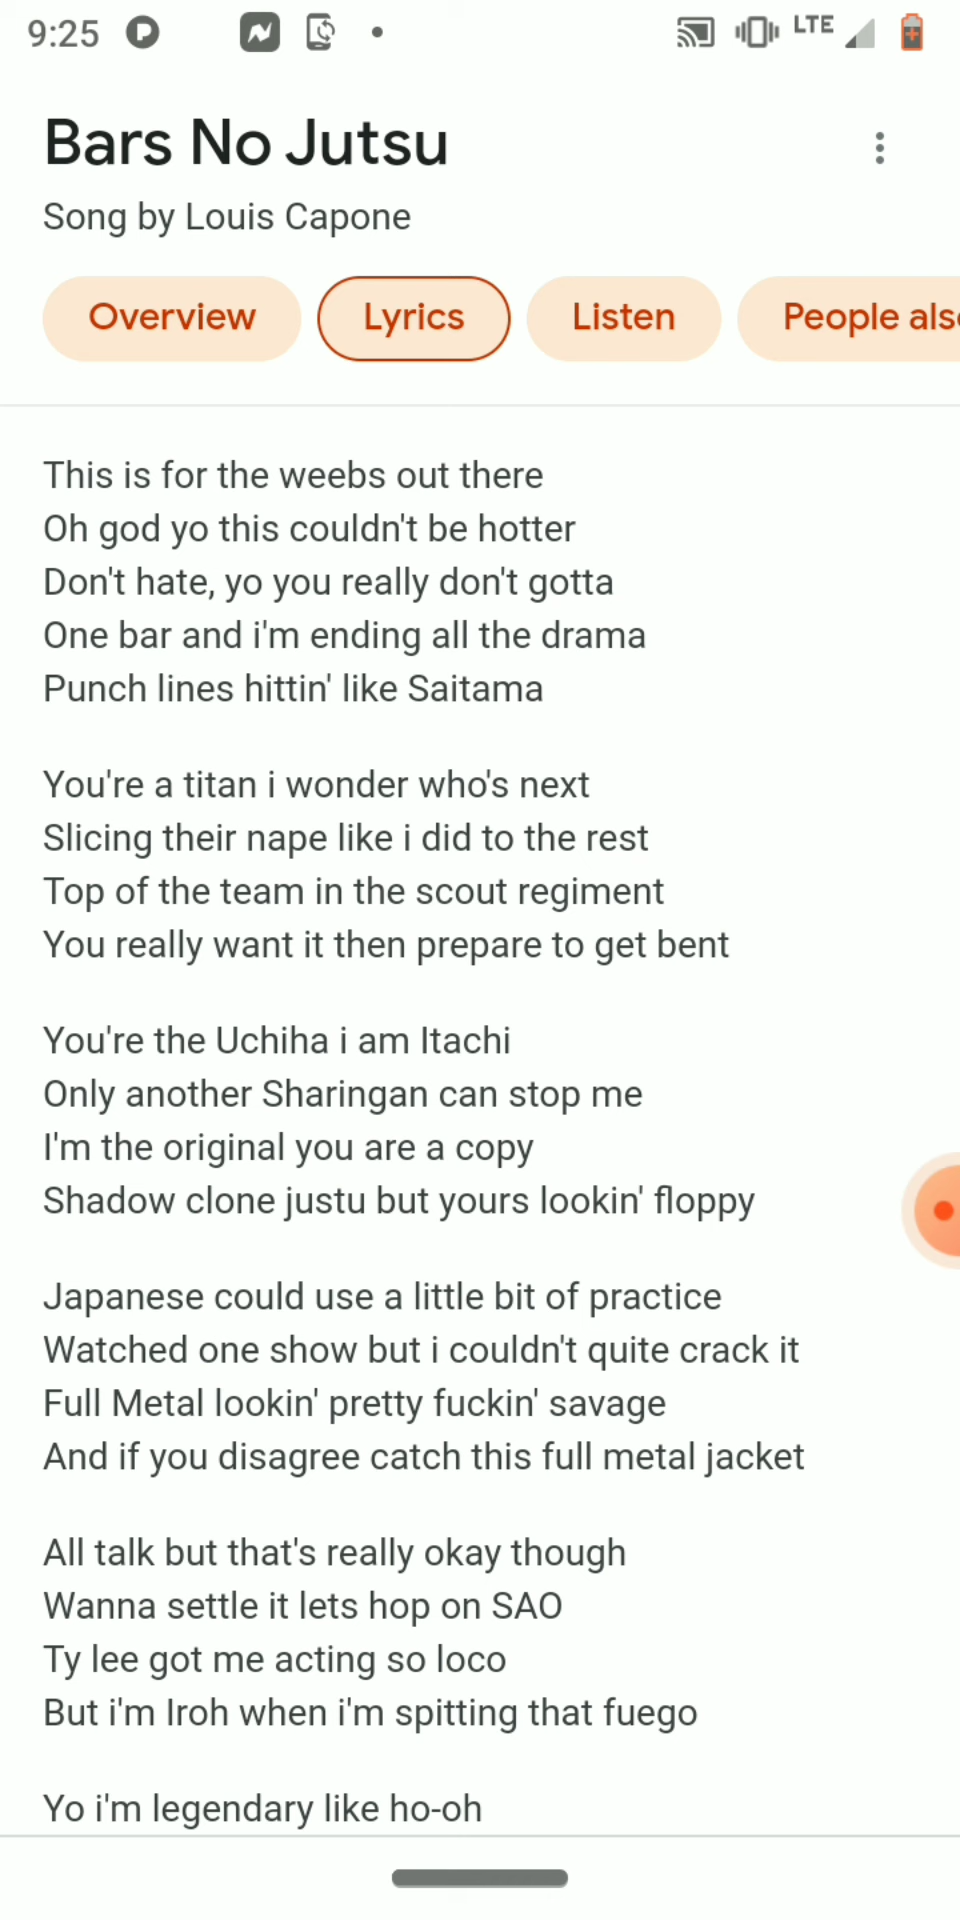 9:25
LTE
Bars No Jutsu
Song by Louis Capone
Overview
Lyrics
Listen
People als
This is for the weebs out there
Oh god yo this couldn't be hotter
Don't hate, yo you really don't gotta
One bar and i'm ending all the drama
Punch lines hittin' like Saitama
You're a titan i wonder who's next
Slicing their nape like i did to the rest
Top of the team in the scout regiment
You really want it then prepare to get bent
You're the Uchiha i am Itachi
Only another Sharingan can stop me
I'm the original you are a copy
Shadow clone justu but yours lookin' floppy
Japanese could use a little bit of practice
Watched one show but i couldn't quite crack it
Full Metal lookin' pretty fuckin' savage
And if you disagree catch this full metal jacket
All talk but that's really okay though
Wanna settle it lets hop on SAO
Ty lee got me acting so loco
But i'm Iroh when i'm spitting that fuego
Yo i'm legendary like ho-oh